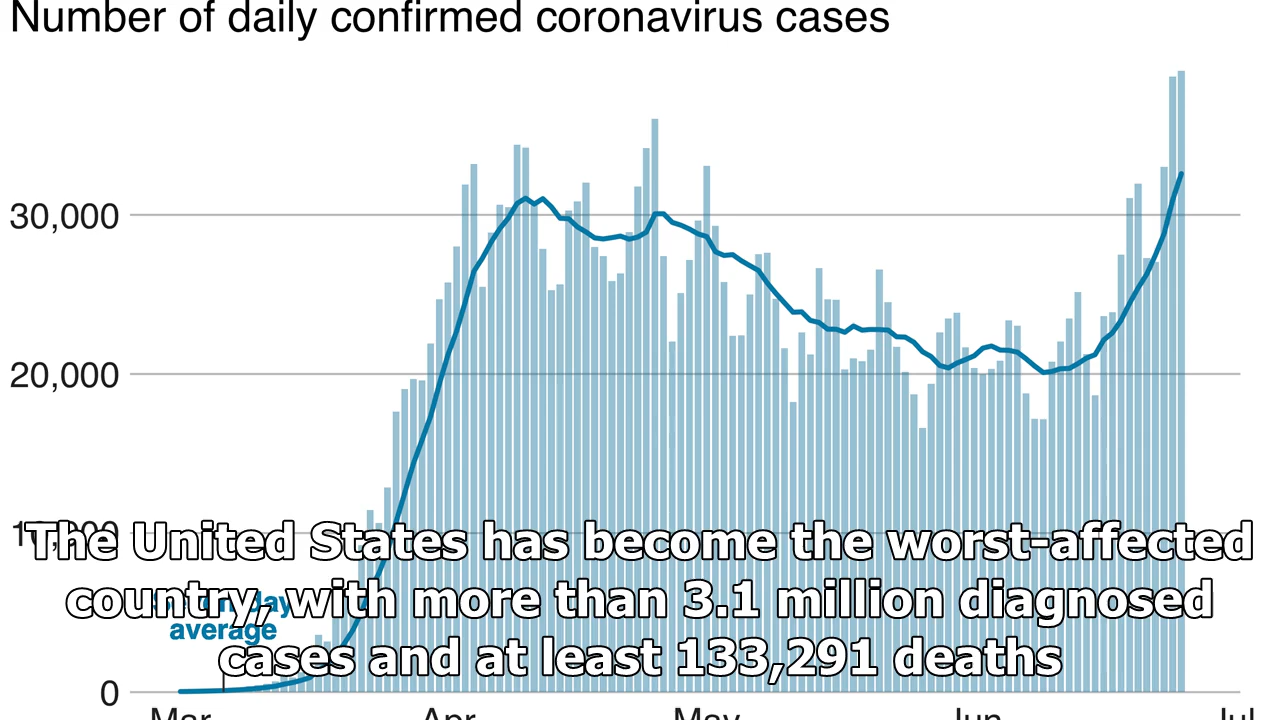 Number of daily confirmed coronavirus cases
30,000
20,000
10,000
The United States has become the worst-affected
country, with more than 3.1 million diagnosed
cases and at least 133,291 deaths
average
0
Mar
Apr
May
Jun
Jul